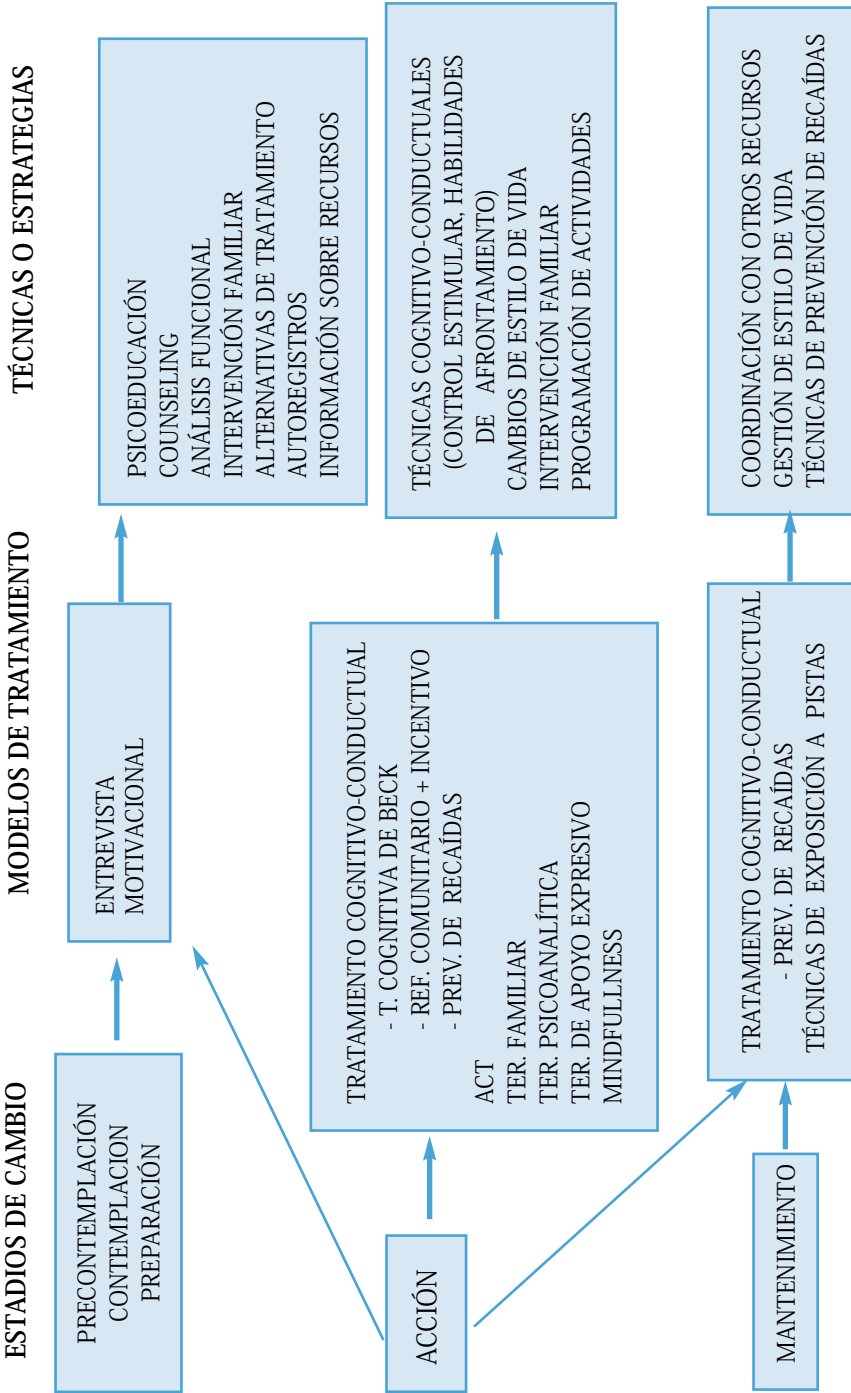 ESTADIOS DE CAMBIO
MODELOS DE TRATAMIENTO
TÉCNICAS O ESTRATEGIAS
PRECONTEMPLACIÓN
CONTEMPLACION
PREPARACIÓN
ENTREVISTA
MOTIVACIONAL
PSICOEDUCACIÓN
COUNSELING
ANÁLISIS FUNCIONAL
INTERVENCIÓN FAMILIAR
ALTERNATIVAS DE TRATAMIENTO
AUTOREGISTROS
INFORMACIÓN SOBRE RECURSOS
ACCIÓN
TRATAMIENTO COGNITIVO-CONDUCTUAL
- T. COGNITIVA DE BECK
- REF. COMUNITARIO + INCENTIVO
- PREV. DE RECAÍDAS
ACT
TER. FAMILIAR
TER. PSICOANALÍTICA
TER. DE APOYO EXPRESIVO
MINDFULLNESS
TÉCNICAS COGNITIVO-CONDUCTUALES
(CONTROL ESTIMULAR, HABILIDADES
DE AFRONTAMIENTO)
CAMBIOS DE ESTILO DE VIDA
INTERVENCIÓN FAMILIAR
PROGRAMACIÓN DE ACTIVIDADES
MANTENIMIENTO
TRATAMIENTO COGNITIVO-CONDUCTUAL
- PREV. DE RECAÍDAS
TÉCNICAS DE EXPOSICIÓN A PISTAS
COORDINACIÓN CON OTROS RECURSOS
GESTIÓN DE ESTILO DE VIDA
TÉCNICAS DE PREVENCIÓN DE RECAÍDAS